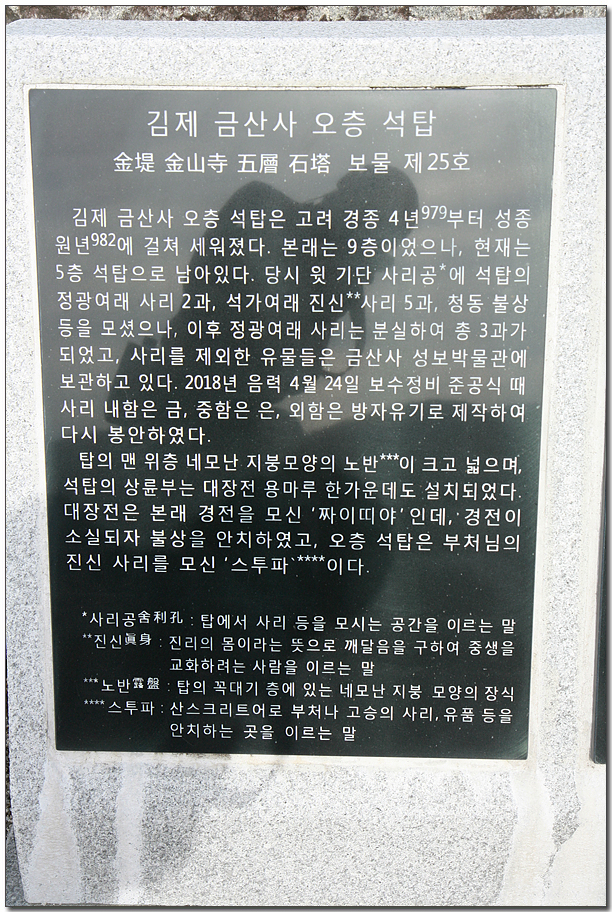 김제 금산사 오층 석탑
金堤 金山寺 五層 石塔 보물 제25호
김제 금산사 오층 석탑은 고려 경종 4년979부터 성종
원년982에 걸쳐 세워졌다. 본래는 9층이었으나, 현재는
5층 석탑으로 남아있다. 당시 윗 기단 사리공*에 석탑의
정광여래 사리 2과, 석가여래 진신**사리 5과, 청동 불상
등을 모셨으나, 이후 정광여래 사리는 분실하여 총 3과가
되었고, 사리를 제외한 유물들은 금산사 성보박물관에
보관하고 있다. 2018년 음력 4월 24일 보수정비 준공식 때
사리 내함은 금, 중함은 은, 외함은 방자유기로 제작하여
다시 봉안하였다.
탑의 맨 위층 네모난 지붕모양의 노반***이 크고 넓으며,
석탑의 상륜부는 대장전 용마루 한가운데도 설치되었다.
대장전은 본래 경전을 모신 ‘짜이띠야’인데, 경전이
소실되자 불상을 안치하였고, 오층 석탑은 부처님의
진신 사리를 모신 ‘스투파’****이다.
*사리공舍利孔 : 탑에서 사리 등을 모시는 공간을 이르는 말
**진신眞身 : 진리의 몸이라는 뜻으로 깨달음을 구하여 중생을
교화하려는 사람을 이르는 말
***노반露盤 : 탑의 꼭대기 층에 있는 네모난 지붕 모양의 장식
****스투파 : 산스크리트어로 부처나 고승의 사리, 유품 등을
안치하는 곳을 이르는 말